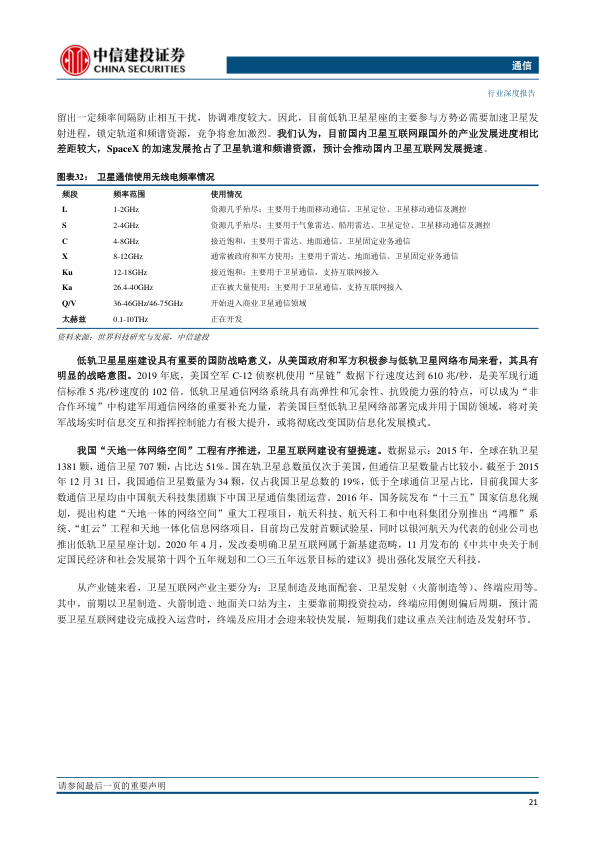 中信建投证券
CHINA SECURITIES
通信
行业深度报告
留出一定频率间隔防止相互干扰，协调难度较大。因此，目前低轨卫星星座的主要参与方势必需要加速卫星发
射进程，锁定轨道和频谱资源，竞争将愈加激烈。我们认为，目前国内卫星互联网跟国外的产业发展进度相比
差距较大，SpaceX 的加速发展抢占了卫星轨道和频谱资源，预计会推动国内卫星互联网发展提速。
图表32： 卫星通信使用无线电频率情况
频段 频率范围 使用情况
L 1-2GHz 资源几乎殆尽；主要用于地面移动通信、卫星定位、卫星移动通信及测控
S 2-4GHz 资源几乎殆尽；主要用于气象雷达、船用雷达、卫星定位、卫星移动通信及测控
C 4-8GHz 接近饱和，主要用于雷达、地面通信、卫星固定业务通信
X 8-12GHz 通常被政府和军方使用；主要用于雷达、地面通信、卫星固定业务通信
Ku 12-18GHz 接近饱和；主要用于卫星通信，支持互联网接入
Ka 26.4-40GHz 正在被大量使用；主要用于卫星通信，支持互联网接入
Q/V 36-46GHz/46-75GHz 开始进入商业卫星通信领域
太赫兹 0.1-10THz 正在开发
资料来源：世界科技研究与发展，中信建投
低轨卫星星座建设具有重要的国防战略意义，从美国政府和军方积极参与低轨卫星网络布局来看，其具有
明显的战略意图。2019 年底，美国空军 C-12 侦察机使用“星链”数据下行速度达到 610 兆/秒，是美军现行通
信标准 5 兆/秒速度的 102 倍。低轨卫星通信网络系统具有高弹性和冗余性、抗毁能力强的特点，可以成为“非
合作环境”中构建军用通信网络的重要补充力量，若美国巨型低轨卫星网络部署完成并用于国防领域，将对美
军战场实时信息交互和指挥控制能力有极大提升，或将彻底改变国防信息化发展模式。
我国“天地一体网络空间”工程有序推进，卫星互联网建设有望提速。数据显示：2015 年，全球在轨卫星
1381 颗，通信卫星 707 颗，占比达 51%。国在轨卫星总数虽仅次于美国，但通信卫星数量占比较小。截至 2015
年 12 月 31 日，我国通信卫星数量为 34 颗，仅占我国卫星总数的 19%，低于全球通信卫星占比，目前我国大多
数通信卫星均由中国航天科技集团旗下中国卫星通信集团运营。2016 年，国务院发布“十三五”国家信息化规
划，提出构建“天地一体的网络空间”重大工程项目，航天科技、航天科工和中电科集团分别推出“鸿雁”系
统、“虹云”工程和天地一体化信息网络项目，目前均已发射首颗试验星，同时以银河航天为代表的创业公司也
推出低轨卫星星座计划。2020 年 4 月，发改委明确卫星互联网属于新基建范畴，11 月发布的《中共中央关于制
定国民经济和社会发展第十四个五年规划和二〇三五年远景目标的建议》提出强化发展空天科技。
从产业链来看，卫星互联网产业主要分为：卫星制造及地面配套、卫星发射（火箭制造等）、终端应用等。
其中，前期以卫星制造、火箭制造、地面关口站为主，主要靠前期投资拉动，终端应用侧则偏后周期，预计需
要卫星互联网建设完成投入运营时，终端及应用才会迎来较快发展，短期我们建议重点关注制造及发射环节。
请参阅最后一页的重要声明
21